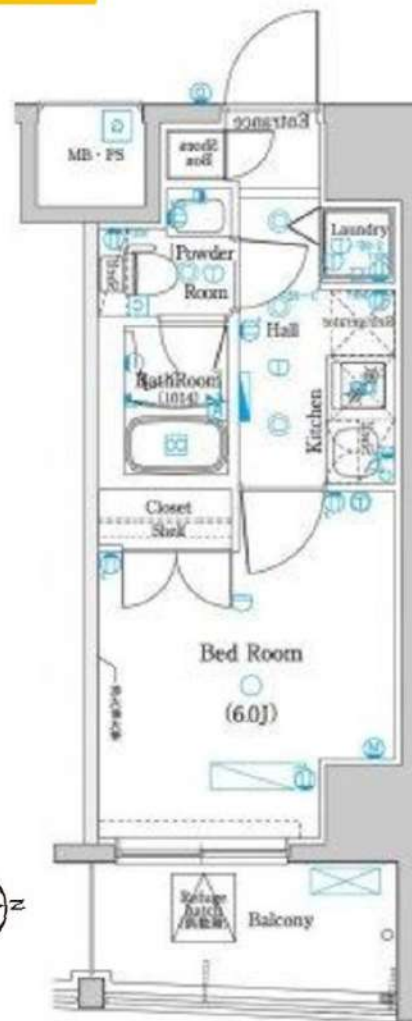 Entrance
MB・PS
Shoes
Box
Laundry
Powder
Room
Hall
Refrigerator
BathRoom
(1014)
Kitchen
Closet
Shelf
Bed Room
(6.0J)
Refuge
hatch
Balcony
N